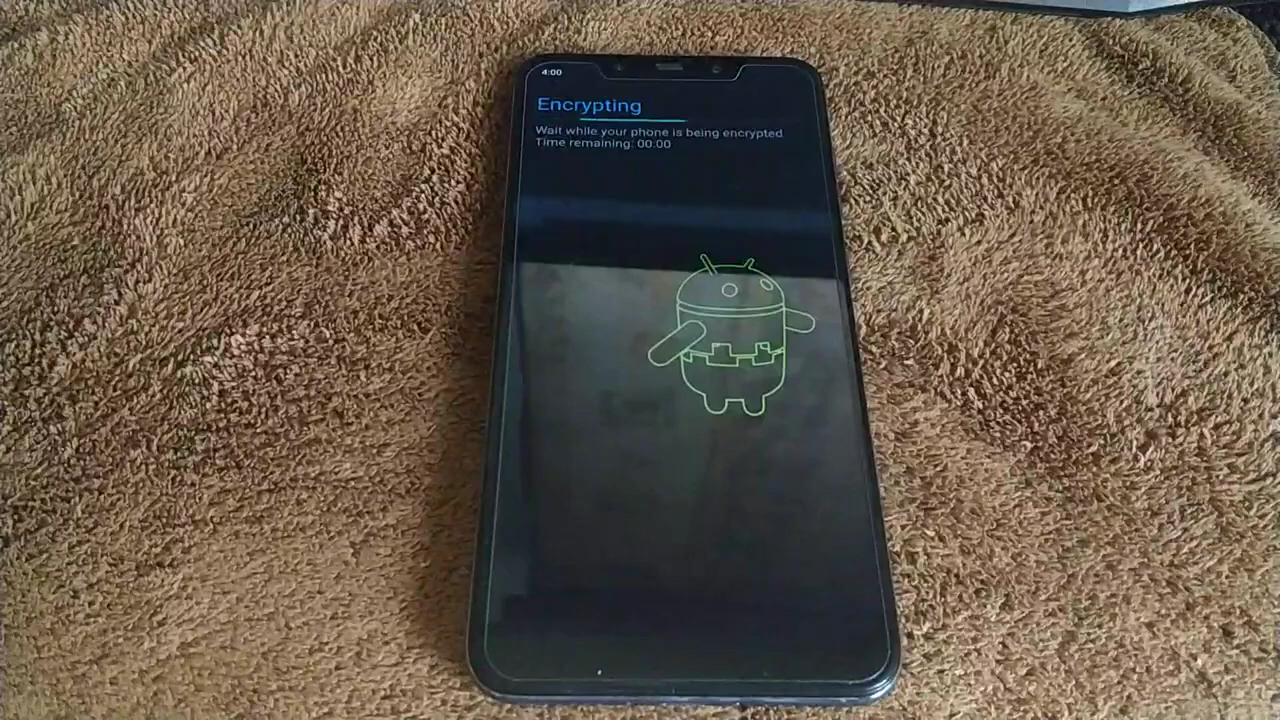 4:00
Encrypting
Wait while your phone is being encrypted
Time remaining: 00:00